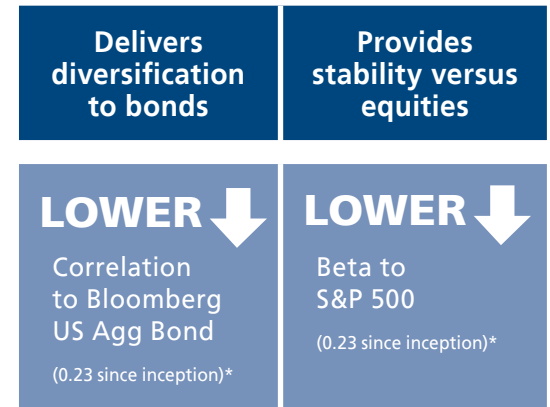 Delivers
diversification
to bonds
Provides
stability versus
equities
LOWER
Correlation
to Bloomberg
US Agg Bond
(0.23 since inception)*
LOWER
Beta to
S&P 500
(0.23 since inception)*